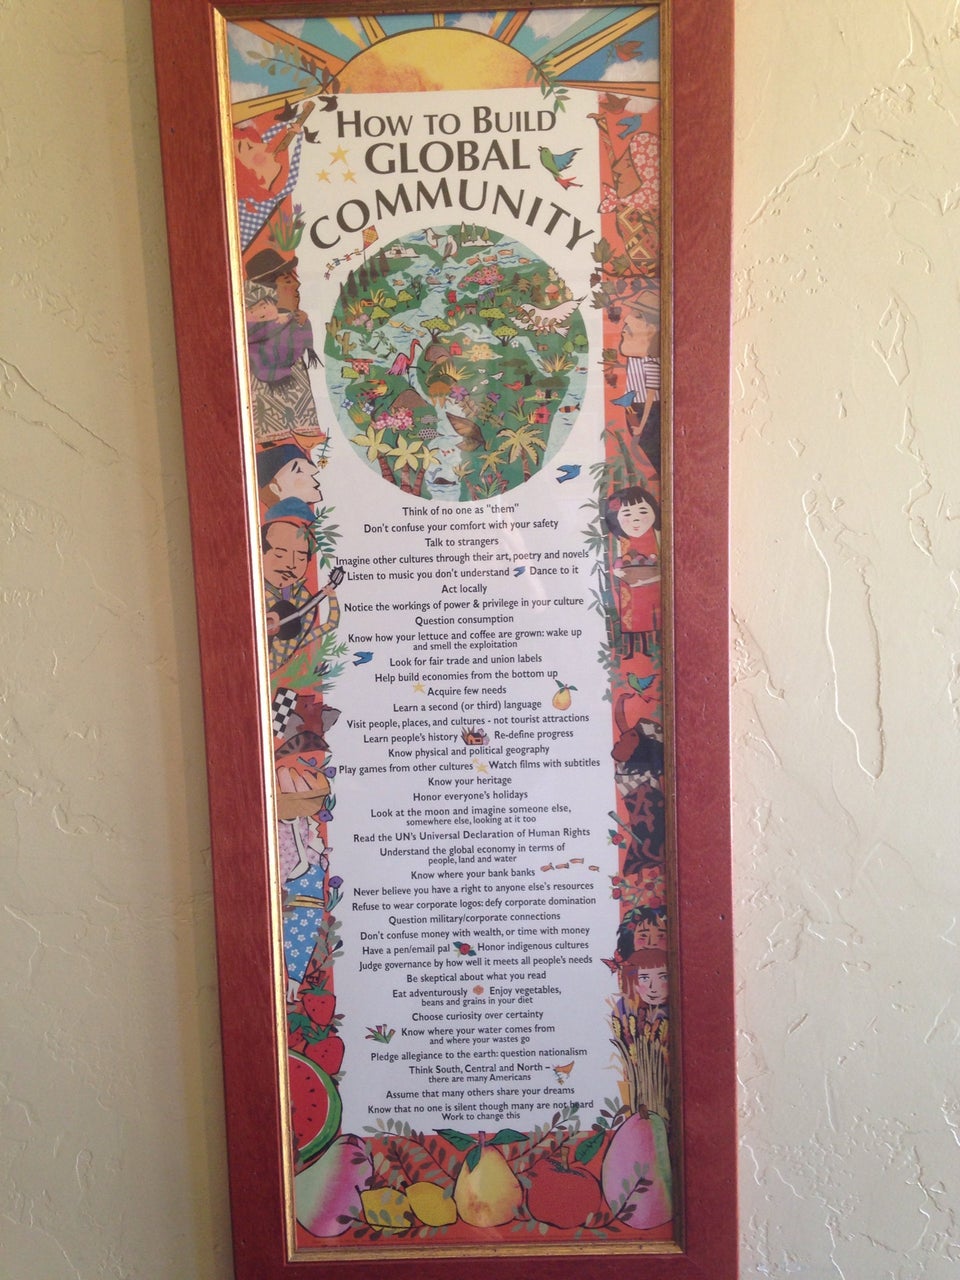 HOW TO BUILD
GLOBAL
COMMUNITY
Think of no one as "them"
Don't confuse your comfort with your safety
Talk to strangers
Imagine other cultures through their art, poetry and novels
Listen to music you don't understand Dance to it
Act locally
Notice the workings of power & privilege in your culture
Question consumption
Know how your lettuce and coffee are grown: wake up
and smell the exploitation
Look for fair trade and union labels
Help build economies from the bottom up
Acquire few needs
Learn a second (or third) language
Visit people, places, and cultures - not tourist attractions
Learn people's history Re-define progress
Know physical and political geography
Play games from other cultures Watch films with subtitles
Know your heritage
Honor everyone's holidays
Look at the moon and imagine someone else,
somewhere else, looking at it too
Read the UN's Universal Declaration of Human Rights
Understand the global economy in terms of
people, land and water
Know where your bank banks
Never believe you have a right to anyone else's resources
Refuse to wear corporate logos: defy corporate domination
Question military/corporate connections
Don't confuse money with wealth, or time with money
Have a pen/email pal Honor indigenous cultures
Judge governance by how well it meets all people's needs
Be skeptical about what you read
Eat adventurously Enjoy vegetables,
beans and grains in your diet
Choose curiosity over certainty
Know where your water comes from
and where your wastes go
Pledge allegiance to the earth: question nationalism
Think South, Central and North –
there are many Americans
Assume that many others share your dreams
Know that no one is silent though many are not heard
Work to change this